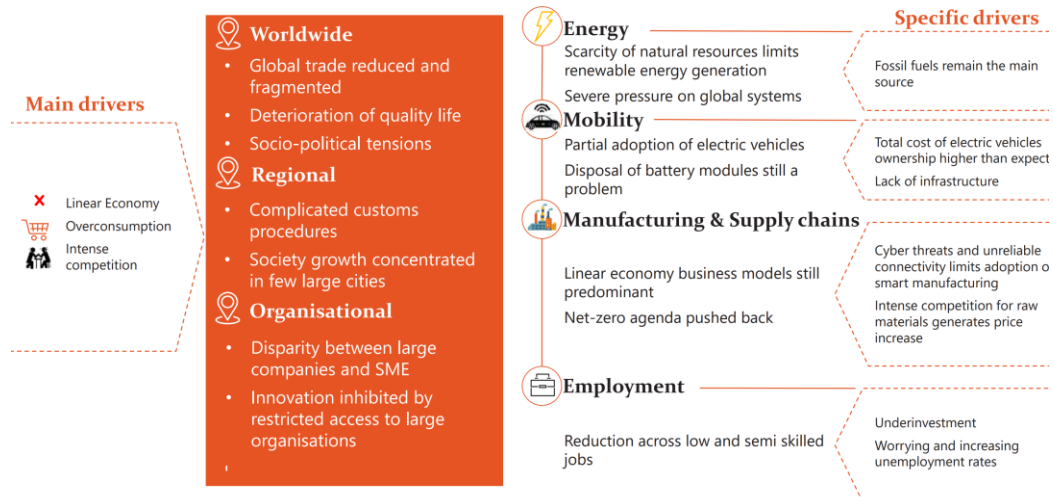 Main drivers
Linear Economy
Overconsumption
Intense
competition
Worldwide
• Global trade reduced and
fragmented
• Deterioration of quality life
• Socio-political tensions
Regional
• Complicated customs
procedures
• Society growth concentrated
in few large cities
Organisational
• Disparity between large
companies and SME
• Innovation inhibited by
restricted access to large
organisations
Energy
Scarcity of natural resources limits
renewable energy generation
Severe pressure on global systems
Mobility
Partial adoption of electric vehicles
Disposal of battery modules still a
problem
Manufacturing & Supply chains
Linear economy business models still
predominant
Net-zero agenda pushed back
Employment
Reduction across low and semi skilled
jobs
Specific drivers
Fossil fuels remain the main
source
Total cost of electric vehicles
ownership higher than expect
Lack of infrastructure
Cyber threats and unreliable
connectivity limits adoption o
smart manufacturing
Intense competition for raw
materials generates price
increase
Underinvestment
Worrying and increasing
unemployment rates